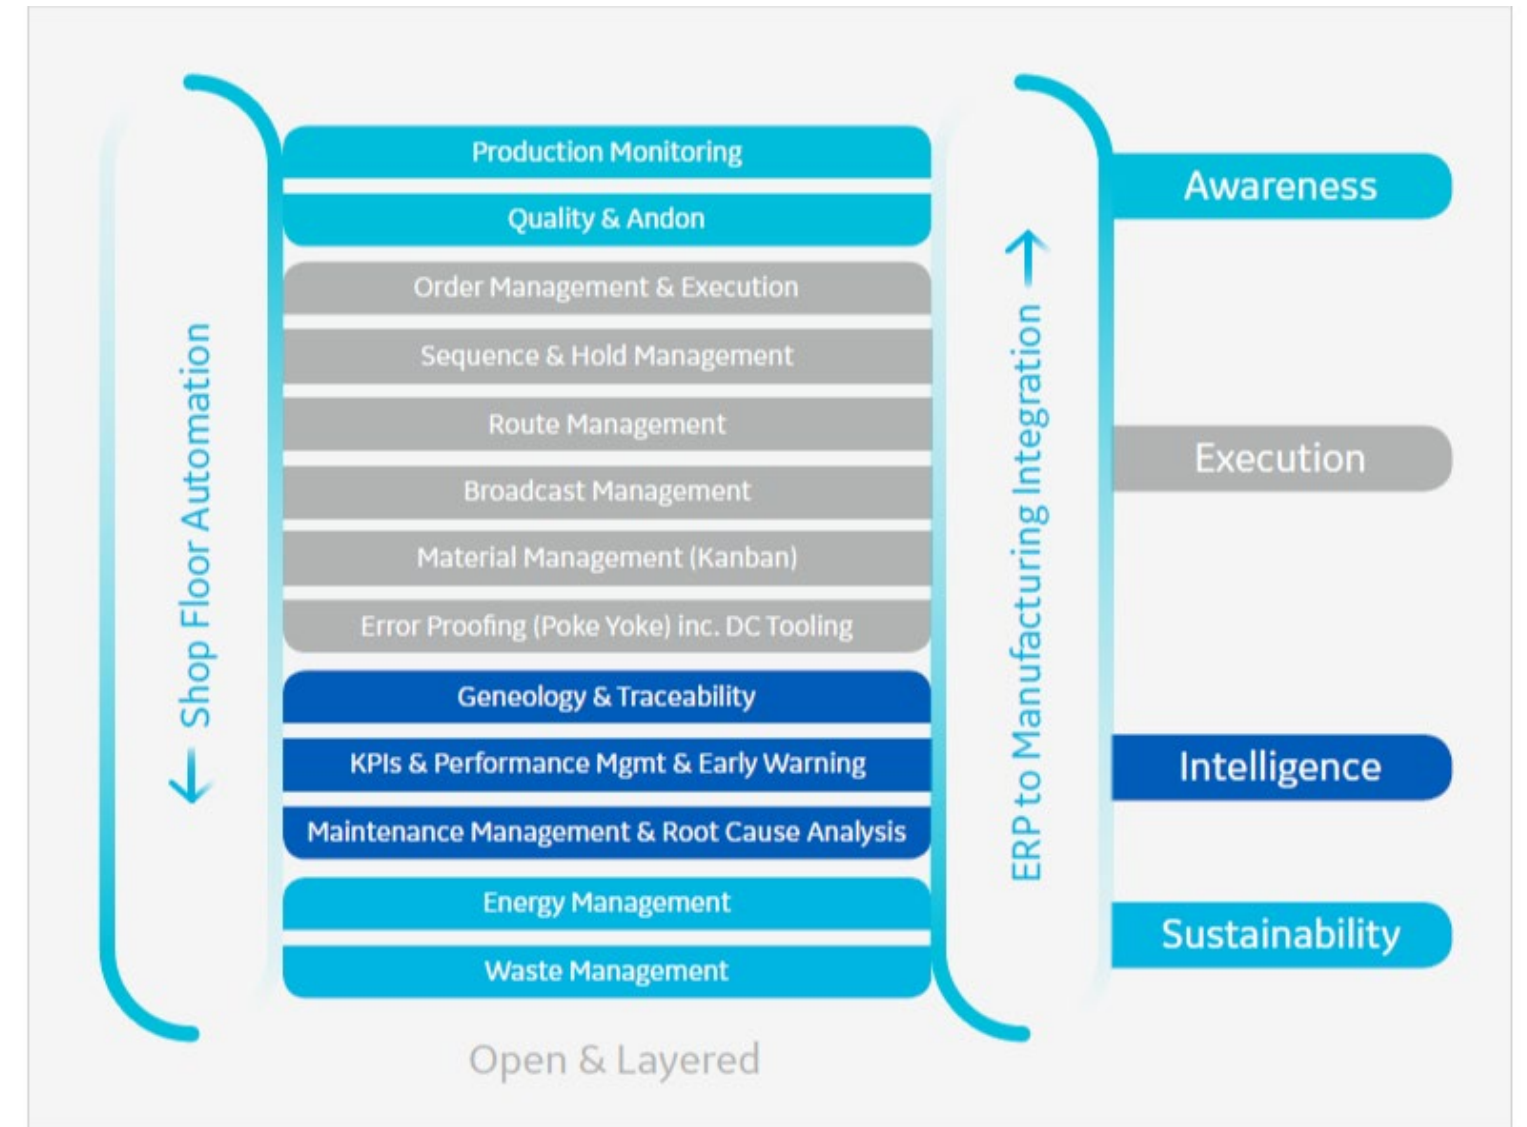 Production Monitoring
Quality & Andon
Order Management & Execution
Sequence & Hold Management
Route Management
Broadcast Management
Material Management (Kanban)
Error Proofing (Poke Yoke) inc. DC Tooling
Geneology & Traceability
KPIs & Performance Mgmt & Early Warning
Maintenance Management & Root Cause Analysis
Energy Management
Waste Management
Open & Layered
← Shop Floor Automation
ERP to Manufacturing Integration →
Awareness
Execution
Intelligence
Sustainability